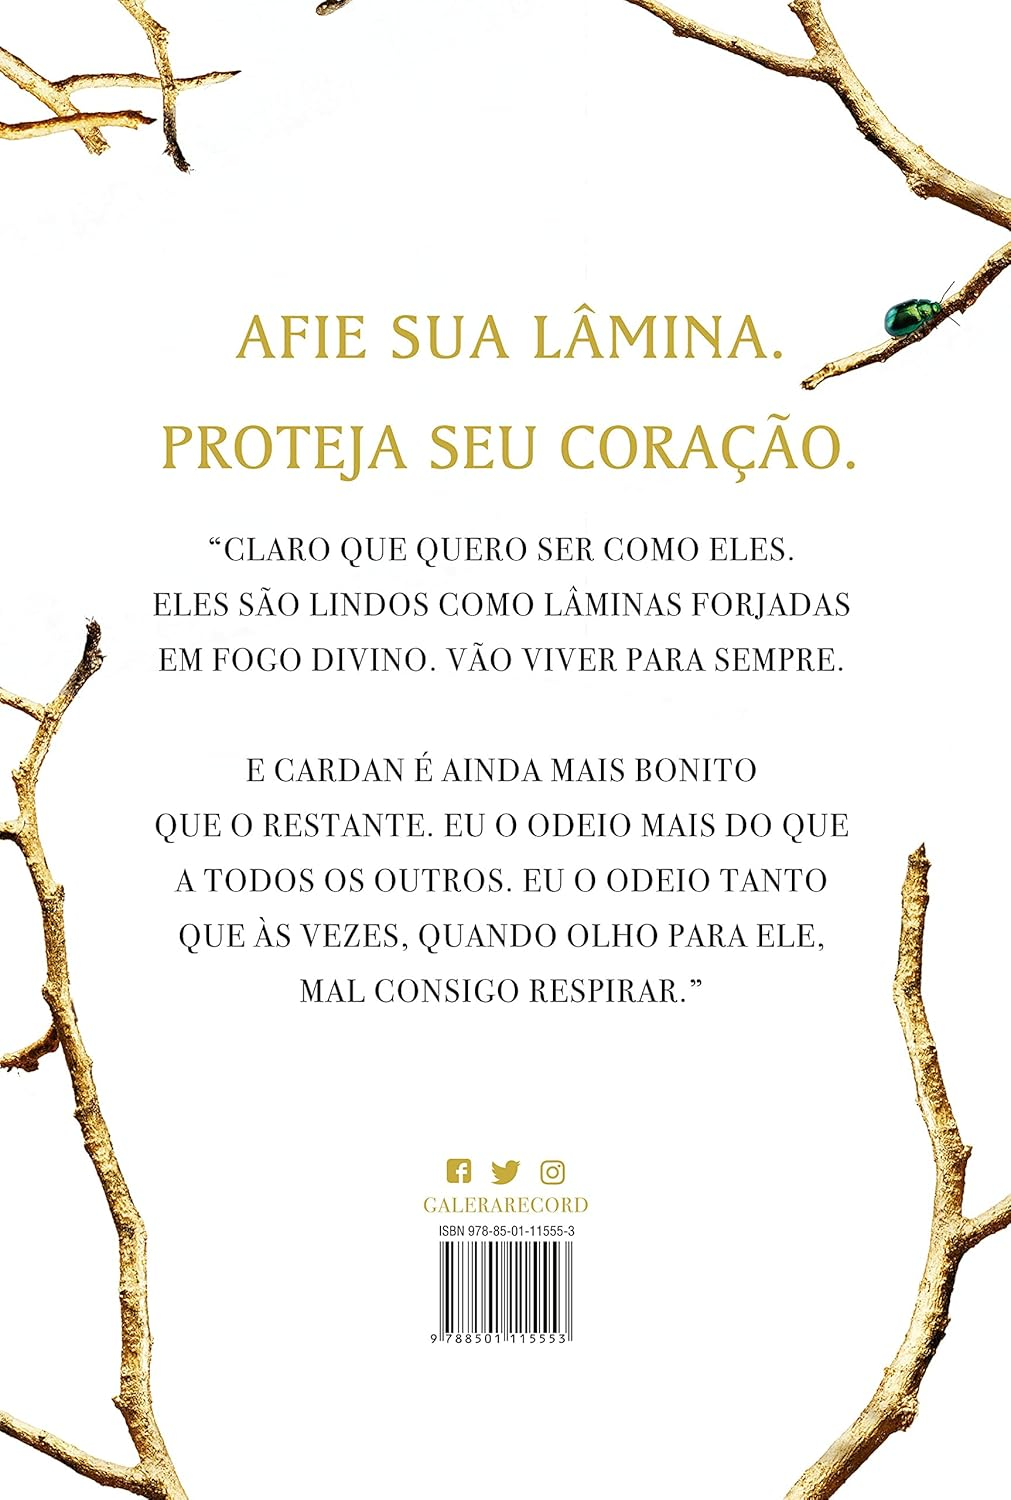 AFIE SUA LÂMINA.
PROTEJA SEU CORAÇÃO.
“CLARO QUE QUERO SER COMO ELES.
ELES SÃO LINDOS COMO LÂMINAS FORJADAS
EM FOGO DIVINO. VÃO VIVER PARA SEMPRE.
E CARDAN É AINDA MAIS BONITO
QUE O RESTANTE. EU O ODEIO MAIS DO QUE
A TODOS OS OUTROS. EU O ODEIO TANTO
QUE ÀS VEZES, QUANDO OLHO PARA ELE,
MAL CONSIGO RESPIRAR.”
GALERARECORD
ISBN 978-85-01-11555-3
9 788501 115553